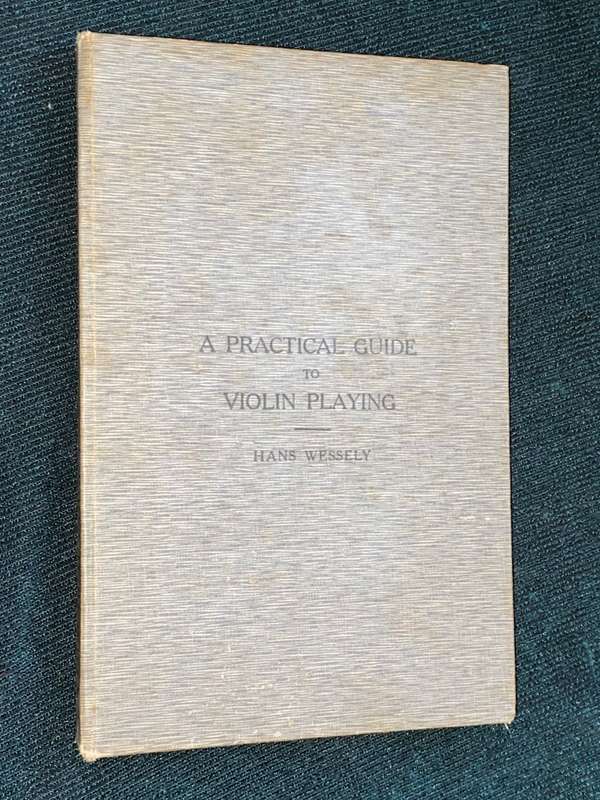 A PRACTICAL GUIDE
TO
VIOLIN PLAYING
HANS WESSELY